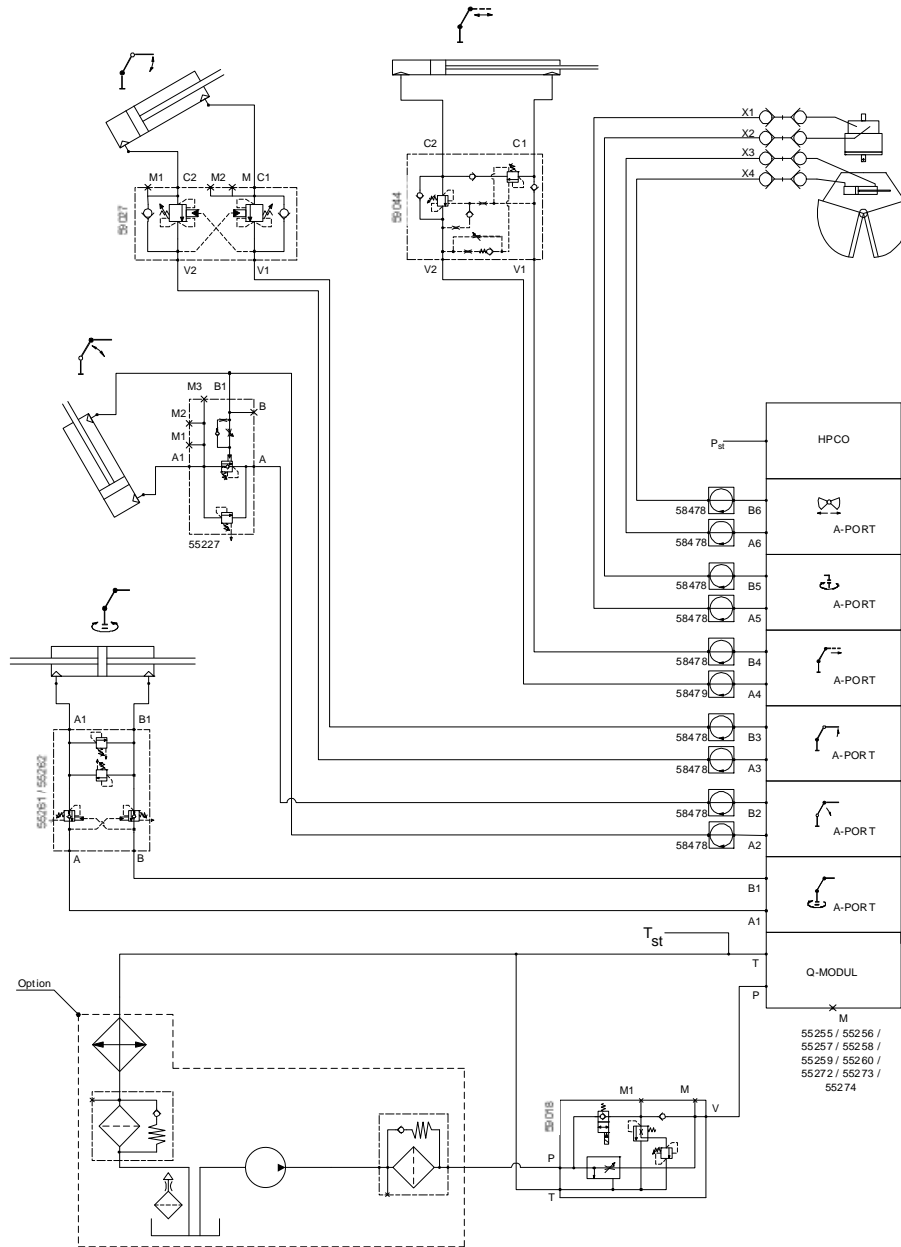 X1
X2
X3
X4
C2
C1
M1
C2
M2
M
C1
59027
59044
V2
V1
V2
V1
M3
B1
B
M2
M1
A1
A
55227
Pst
HPCO
58478
B6
A-PORT
58478
A6
58478
B5
A-PORT
58478
A5
58478
B4
A-PORT
58479
A4
58478
B3
A-PORT
58478
A3
58478
B2
A-PORT
58478
A2
A1
B1
55261 / 55262
A
B
B1
A-PORT
A1
Tst
T
Q-MODUL
P
M
55255 / 55256 /
55257 / 55258 /
55259 / 55260 /
55272 / 55273 /
55274
Option
59018
M1
M
V
P
T